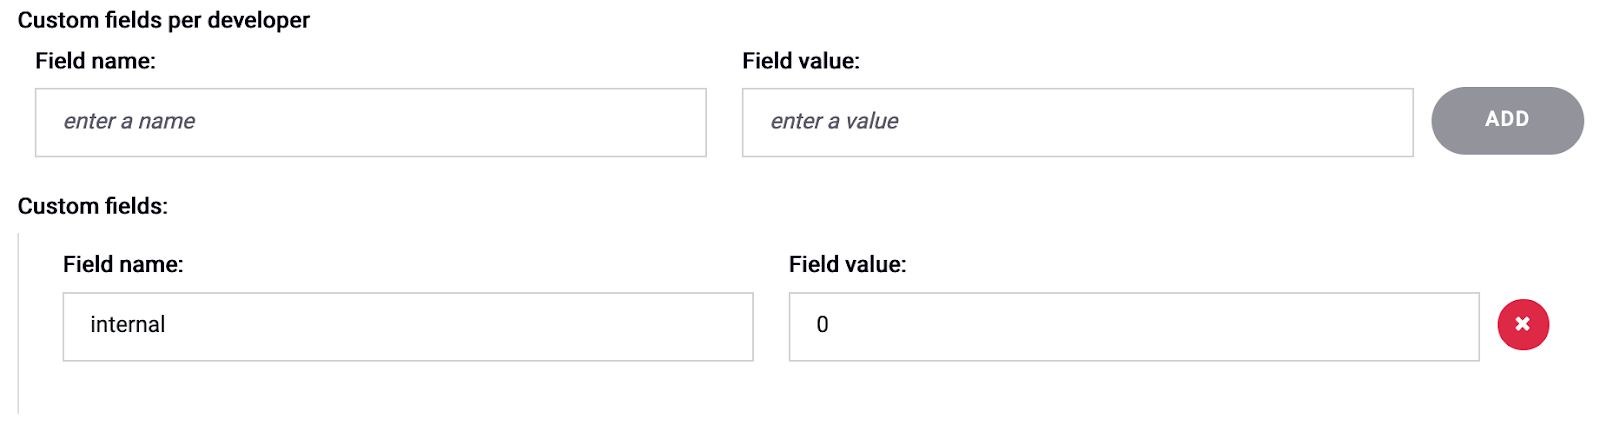 Custom fields per developer
Field name: Field value:
enter a name enter a value ADD
Custom fields:
Field name: Field value:
internal 0